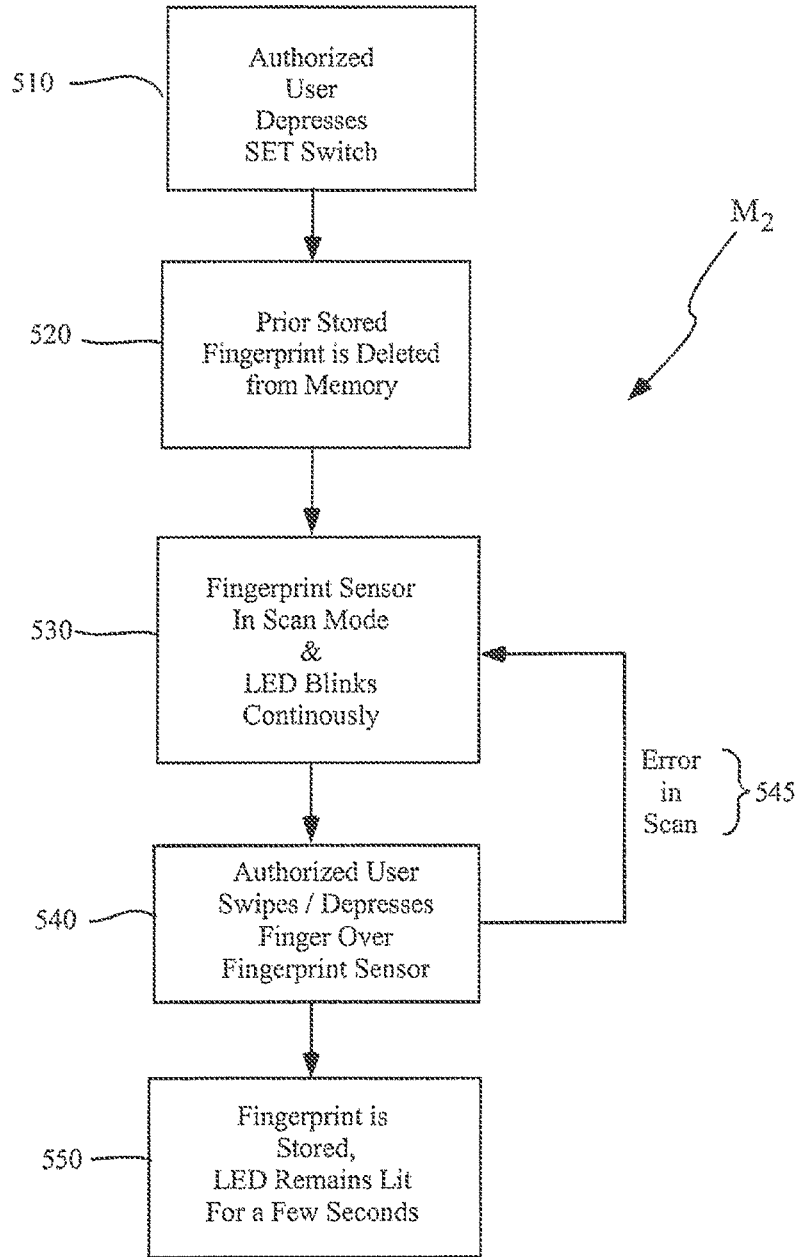 510
Authorized
User
Depresses
SET Switch
M2
520
Prior Stored
Fingerprint is Deleted
from Memory
530
Fingerprint Sensor
In Scan Mode
&
LED Blinks
Continously
Error
in
Scan
545
540
Authorized User
Swipes / Depresses
Finger Over
Fingerprint Sensor
550
Fingerprint is
Stored,
LED Remains Lit
For a Few Seconds